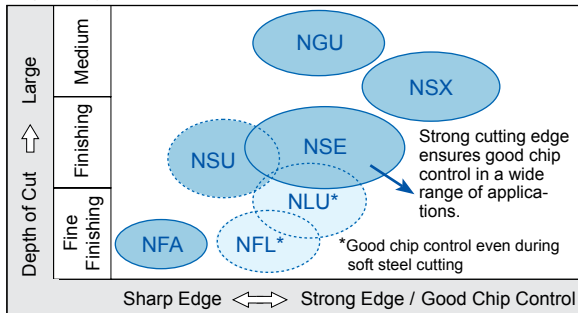 Large
Depth of Cut
Medium
Finishing
Fine
Finishing
NGU
NSX
NSU
NSE
NLU*
NFA
NFL*
Strong cutting edge
ensures good chip
control in a wide
range of applica-
tions.
*Good chip control even during
soft steel cutting
Sharp Edge
Strong Edge / Good Chip Control